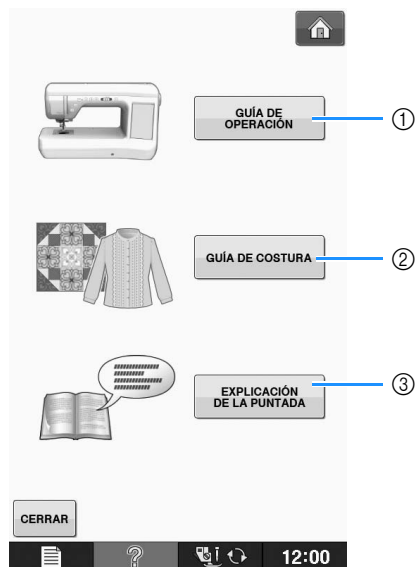 GUÍA DE
OPERACIÓN
①
GUÍA DE COSTURA
②
EXPLICACIÓN
DE LA PUNTADA
③
CERRAR
?
12:00